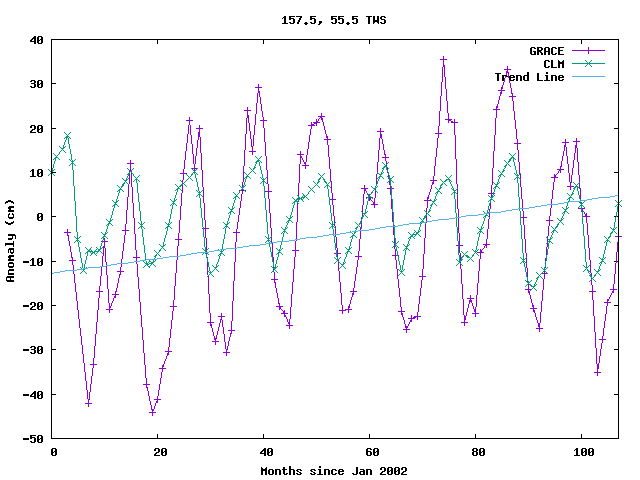 157.5, 55.5 TWS
GRACE
CLM
Trend Line
40
30
20
10
0
-10
-20
-30
-40
-50
Anomaly (cm)
0 20 40 60 80 100
Months since Jan 2002